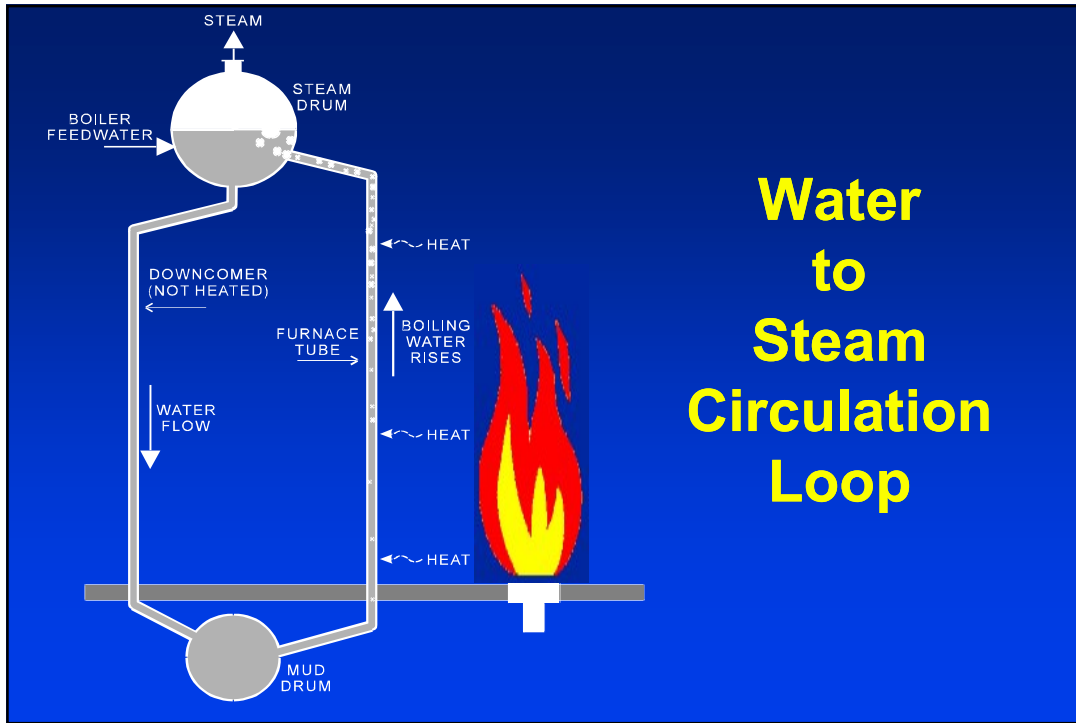 STEAM
STEAM
DRUM
BOILER
FEEDWATER
HEAT
DOWNCOMER
(NOT HEATED)
FURNACE
TUBE
BOILING
WATER
RISES
WATER
FLOW
HEAT
HEAT
MUD
DRUM
Water
to
Steam
Circulation
Loop